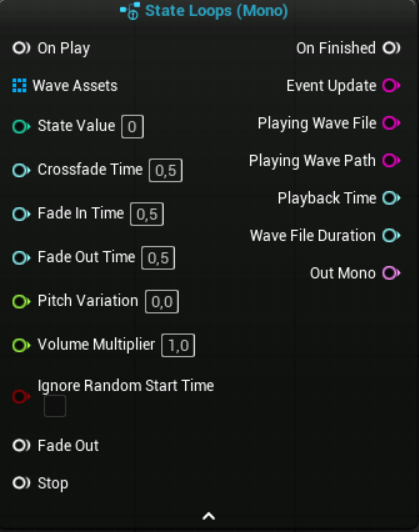 State Loops (Mono)
On Play
On Finished
Wave Assets
Event Update
State Value 0
Playing Wave File
Crossfade Time 0,5
Playing Wave Path
Fade In Time 0,5
Playback Time
Fade Out Time 0,5
Wave File Duration
Pitch Variation 0,0
Out Mono
Volume Multiplier 1,0
Ignore Random Start Time
Fade Out
Stop